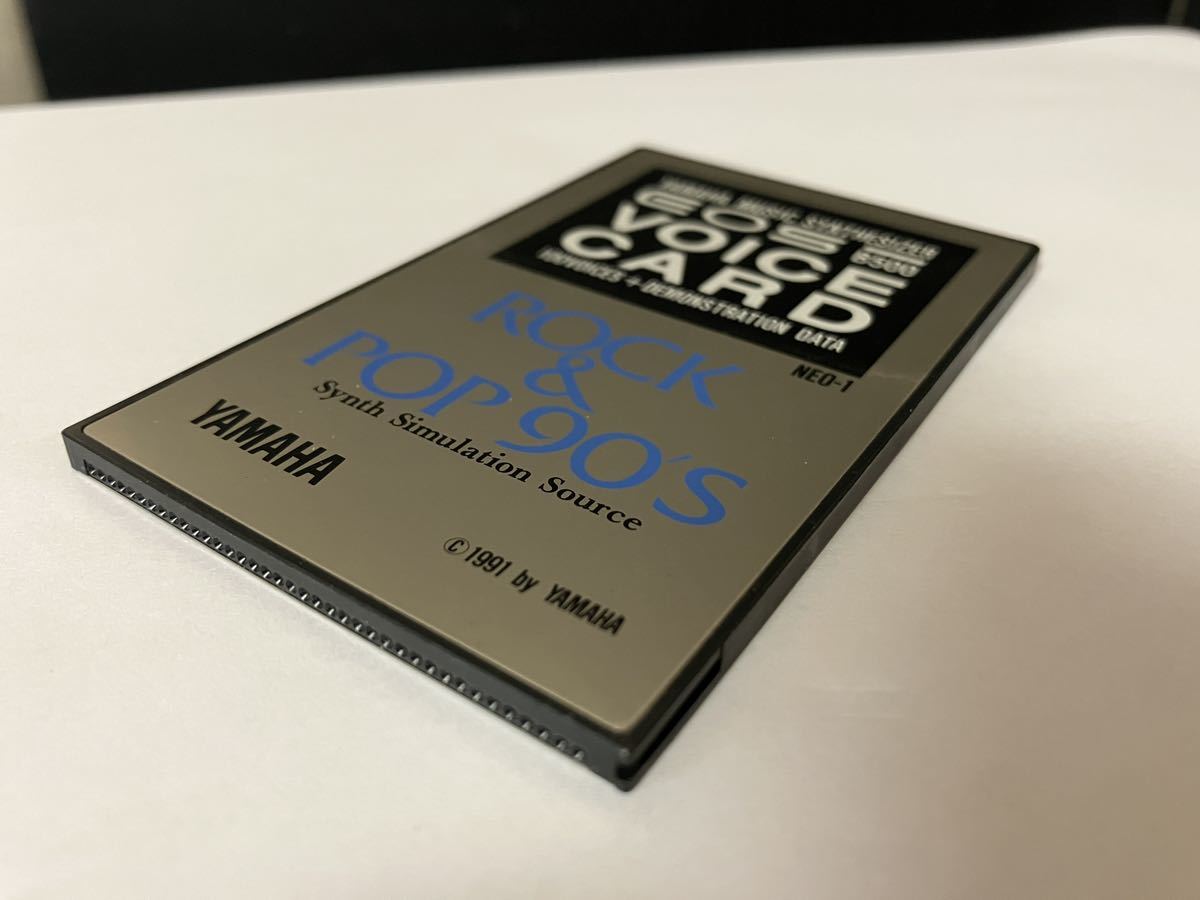 YAMAHA MUSIC SYNTHESIZER
EOS B500
VOICE
CARD
100VOICES + DEMONSTRATION DATA
NEO-1
ROCK
&
POP 90'S
Synth Simulation Source
YAMAHA
©1991 by YAMAHA